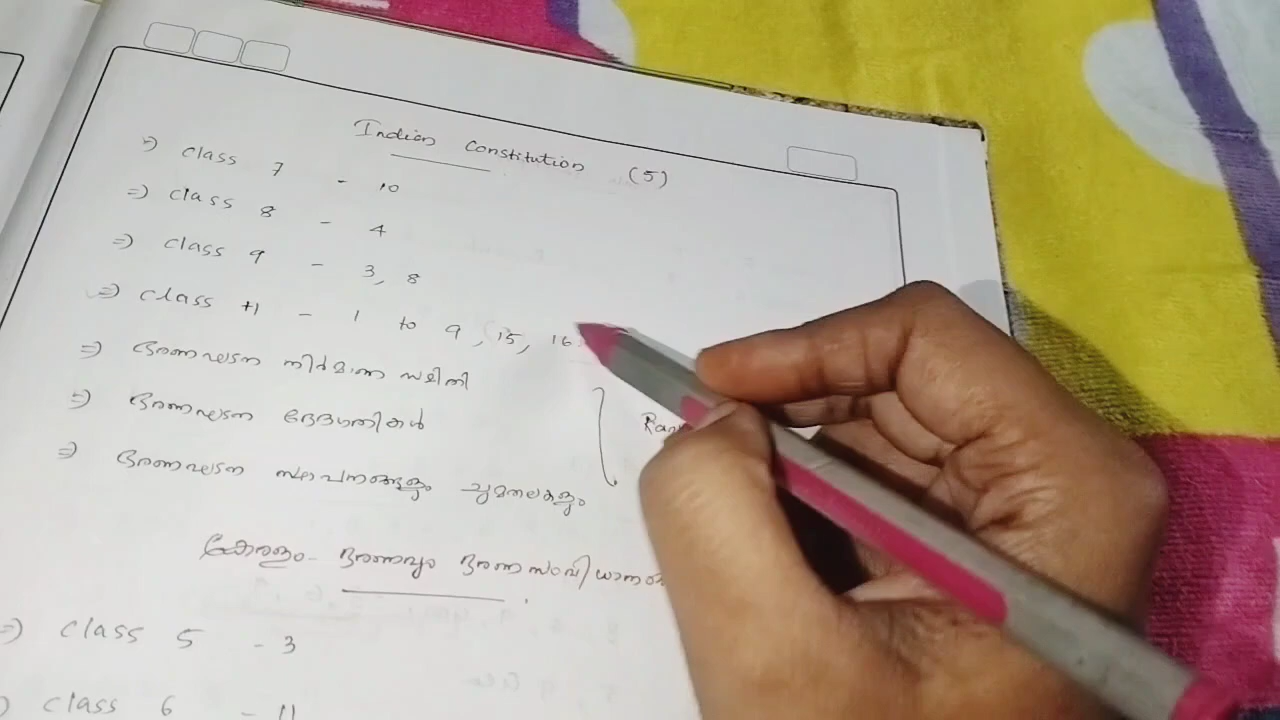 Indian Constitution (5)
⇒) class 7 - 10
⇒) class 8 - 4
⇒) class 9 - 3, 8
⇒) class +1 - 1 to 9, 15, 16
⇒) ഭരണഘടന നിർമാണ സമിതി
⇒) ഭരണഘടന ഭേദഗതികൾ
⇒) ഭരണഘടന സ്ഥാപനങ്ങളും ചുമതലകളും
Ran
കേരളം - ഭരണവും ഭരണസംവിധാന
⇒) class 5 - 3
) class 6 - 11